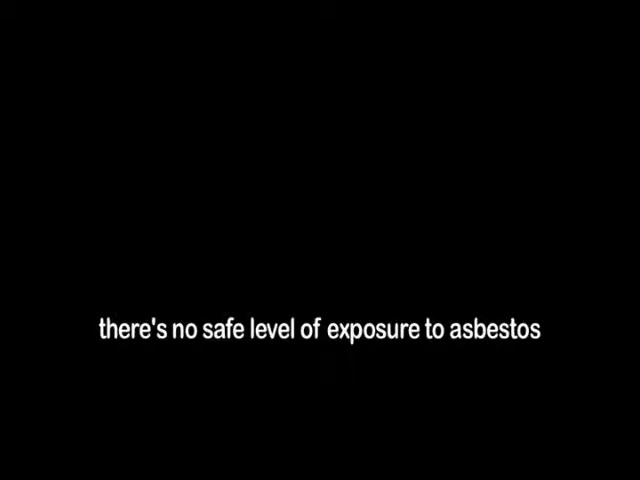 there's no safe level of exposure to asbestos